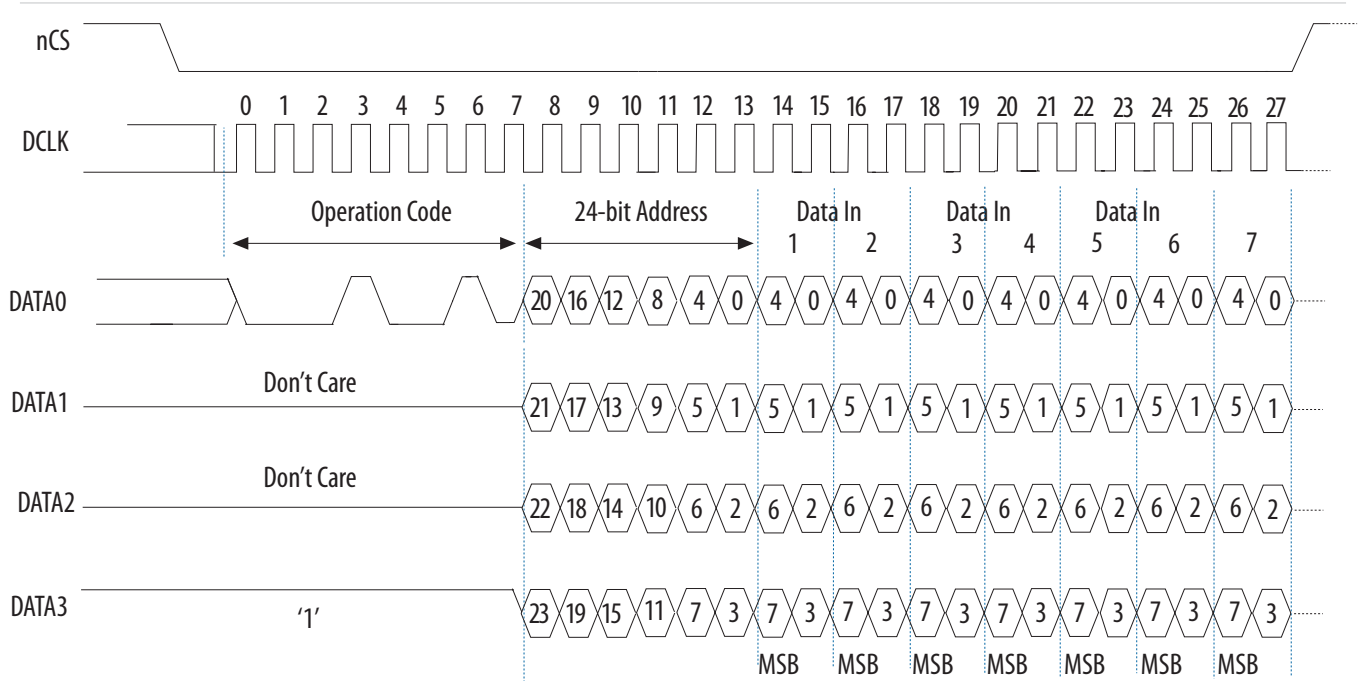 nCS
0 1 2 3 4 5 6 7 8 9 10 11 12 13 14 15 16 17 18 19 20 21 22 23 24 25 26 27
DCLK
Operation Code 24-bit Address Data In Data In Data In
1 2 3 4 5 6 7
DATA0 20 16 12 8 4 0 4 0 4 0 4 0 4 0 4 0 4 0 4 0
Don't Care
DATA1 21 17 13 9 5 1 5 1 5 1 5 1 5 1 5 1 5 1 5 1
Don't Care
DATA2 22 18 14 10 6 2 6 2 6 2 6 2 6 2 6 2 6 2 6 2
DATA3 '1' 23 19 15 11 7 3 7 3 7 3 7 3 7 3 7 3 7 3 7 3
MSB MSB MSB MSB MSB MSB MSB